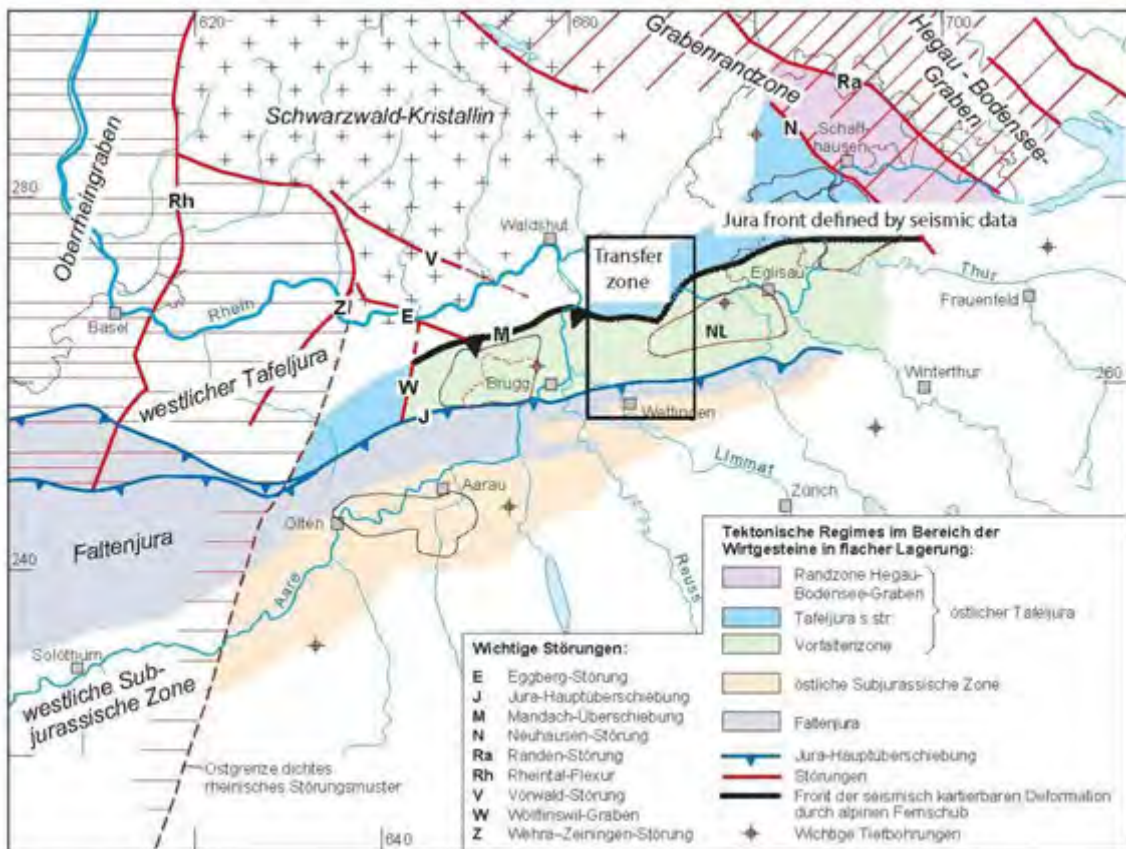 620
660
700
Grabenrandzone
Hegau - Bodensee-
Graben
Ra
N
Schaff-
hausen
Schwarzwald-Kristallin
Oberrheingraben
280
Rh
Jura front defined by seismic data
Waldshut
Transfer
zone
V
Eglisau
Thur
Frauenfeld
Basel
Rhein
Z
E
M
NL
westlicher Tafeljura
W
Brugg
J
Wettingen
Winterthur
260
Limmat
Zürich
Aarau
Olten
Faltenjura
240
Aare
Reuss
Solothurn
westliche Sub-
jurassische Zone
Ostgrenze dichtes
rheinisches Störungsmuster
640
Wichtige Störungen:
E Eggberg-Störung
J Jura-Hauptüberschiebung
M Mandach-Überschiebung
N Neuhausen-Störung
Ra Randen-Störung
Rh Rheintal-Flexur
V Vorwald-Störung
W Wölflinswil-Graben
Z Wehra-Zeiningen-Störung
Tektonische Regimes im Bereich der
Wirtgesteine in flacher Lagerung:
Randzone Hegau-
Bodensee-Graben
Tafeljura s.str.
östlicher Tafeljura
Vorfaltenzone
östliche Subjurassische Zone
Faltenjura
Jura-Hauptüberschiebung
Störungen
Front der seismisch kartierbaren Deformation
durch alpinen Fernschub
Wichtige Tiefbohrungen